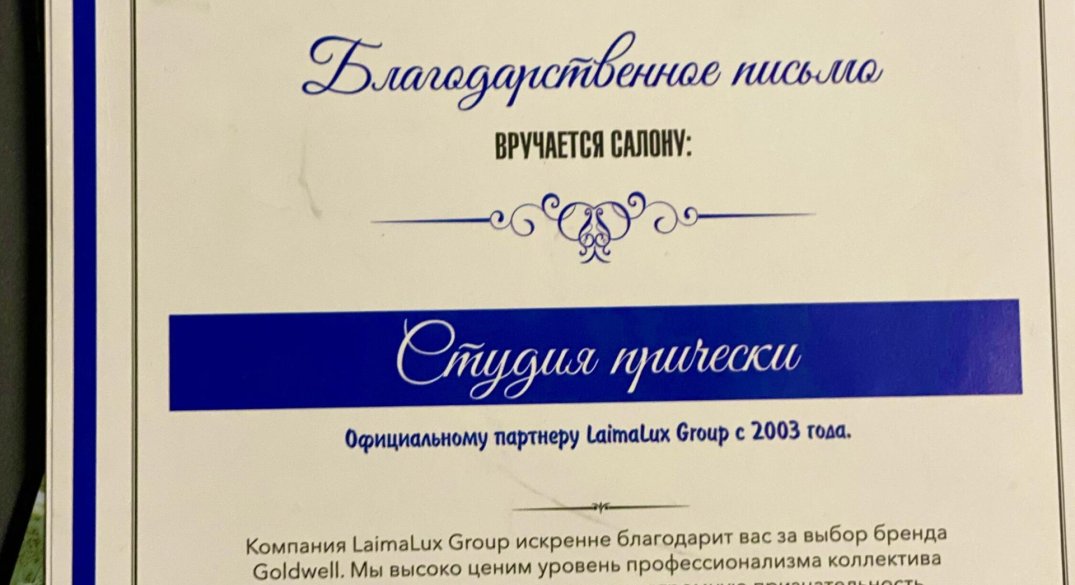 Благодарственное письмо
ВРУЧАЕТСЯ САЛОНУ:
Студия прически
Официальному партнеру LaimaLux Group с 2003 года.
Компания LaimaLux Group искренне благодарит вас за выбор бренда
Goldwell. Мы высоко ценим уровень профессионализма коллектива
признательность